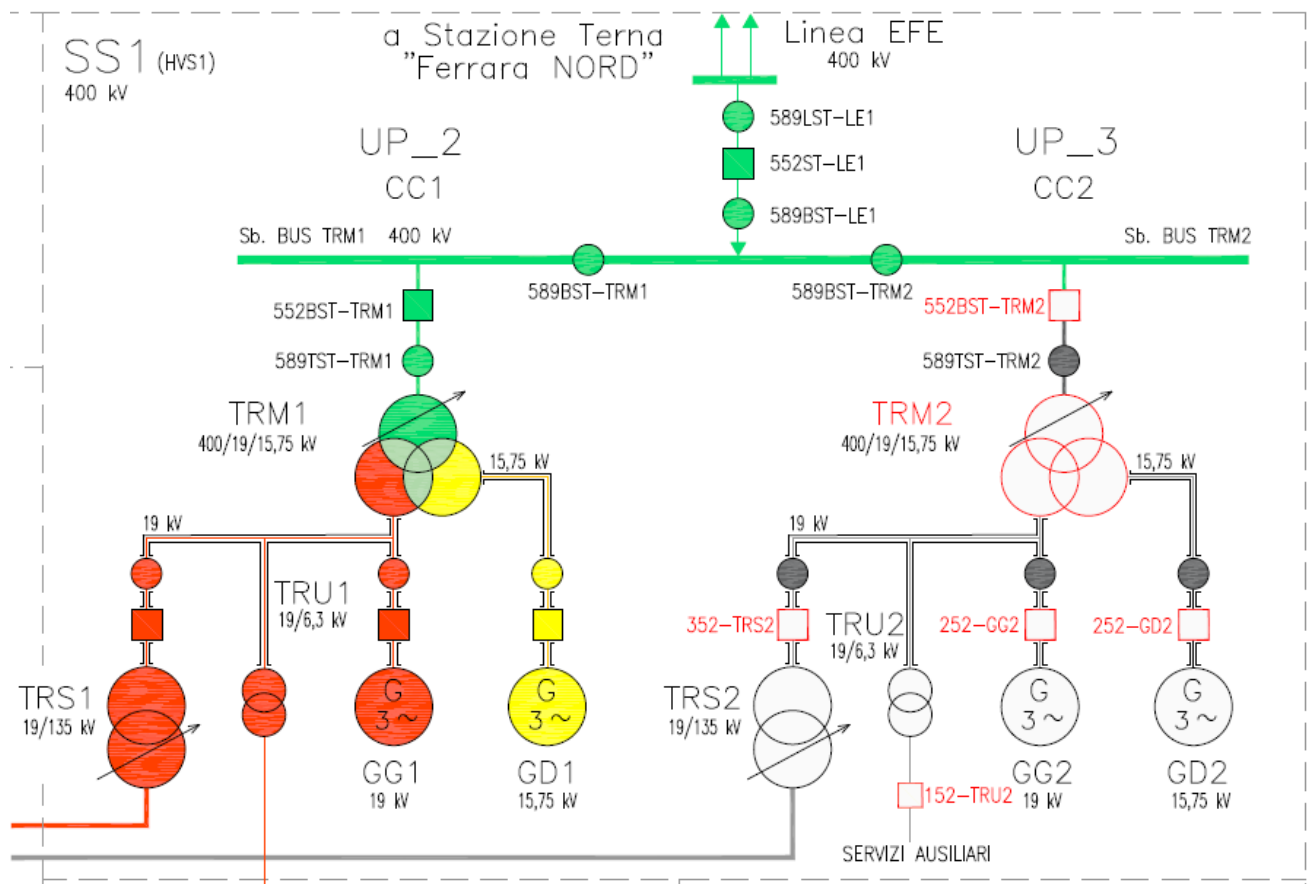 SS1 (HVS1)
400 kV
a Stazione Terna
"Ferrara NORD"
Linea EFE
400 kV
589LST-LE1
552ST-LE1
589BST-LE1
UP_2
CC1
UP_3
CC2
Sb. BUS TRM1 400 kV
Sb. BUS TRM2
589BST-TRM1
589BST-TRM2
552BST-TRM1
552BST-TRM2
589TST-TRM1
589TST-TRM2
TRM1
400/19/15,75 kV
TRM2
400/19/15,75 kV
15,75 kV
15,75 kV
19 kV
19 kV
TRU1
19/6,3 kV
352-TRS2
TRU2
19/6,3 kV
252-GG2
252-GD2
TRS1
19/135 kV
G
3~
G
3~
TRS2
19/135 kV
G
3~
G
3~
GG1
19 kV
GD1
15,75 kV
152-TRU2
GG2
19 kV
GD2
15,75 kV
SERVIZI AUSILIARI